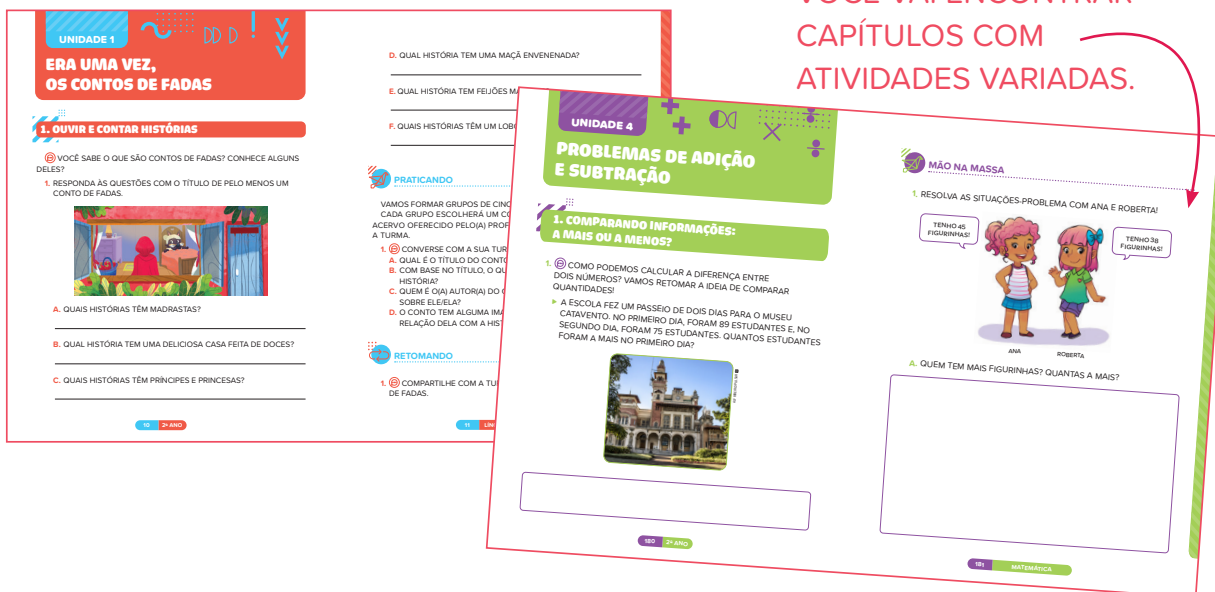 VOCÊ VAI ENCONTRAR
CAPÍTULOS COM
ATIVIDADES VARIADAS.
UNIDADE 1
ERA UMA VEZ,
OS CONTOS DE FADAS
1. OUVIR E CONTAR HISTÓRIAS
VOCÊ SABE O QUE SÃO CONTOS DE FADAS? CONHECE ALGUNS
DELES?
1. RESPONDA ÀS QUESTÕES COM O TÍTULO DE PELO MENOS UM
CONTO DE FADAS.
A. QUAIS HISTÓRIAS TÊM MADRASTAS?
B. QUAL HISTÓRIA TEM UMA DELICIOSA CASA FEITA DE DOCES?
C. QUAIS HISTÓRIAS TÊM PRÍNCIPES E PRINCESAS?
10 2º ANO
D. QUAL HISTÓRIA TEM UMA MAÇÃ ENVENENADA?
E. QUAL HISTÓRIA TEM FEIJÕES
F. QUAIS HISTÓRIAS TÊM UM
PRATICANDO
VAMOS FORMAR GRUPOS DE
CADA GRUPO ESCOLHERÁ UM
ACERVO OFERECIDO PELO(A)
A TURMA.
1. CONVERSE COM A SUA
A. QUAL É O TÍTULO DO
B. COM BASE NO TÍTULO, O
HISTÓRIA?
C. QUEM É O(A) AUTOR(A) DO
SOBRE ELE/ELA?
D. O CONTO TEM ALGUMA
RELAÇÃO DELA COM A
RETOMANDO
1. COMPARTILHE COM A
DE FADAS.
11
UNIDADE 4
PROBLEMAS DE ADIÇÃO
E SUBTRAÇÃO
1. COMPARANDO INFORMAÇÕES:
A MAIS OU A MENOS?
1. COMO PODEMOS CALCULAR A DIFERENÇA ENTRE
DOIS NÚMEROS? VAMOS RETOMAR A IDEIA DE COMPARAR
QUANTIDADES!
A ESCOLA FEZ UM PASSEIO DE DOIS DIAS PARA O MUSEU
CATAVENTO. NO PRIMEIRO DIA, FORAM 89 ESTUDANTES E, NO
SEGUNDO DIA, FORAM 75 ESTUDANTES. QUANTOS ESTUDANTES
FORAM A MAIS NO PRIMEIRO DIA?
180 2º ANO
MÃO NA MASSA
1. RESOLVA AS SITUAÇÕES-PROBLEMA COM ANA E ROBERTA!
TENHO 45
FIGURINHAS!
TENHO 38
FIGURINHAS!
ANA
ROBERTA
A. QUEM TEM MAIS FIGURINHAS? QUANTAS A MAIS?
181 MATEMÁTICA